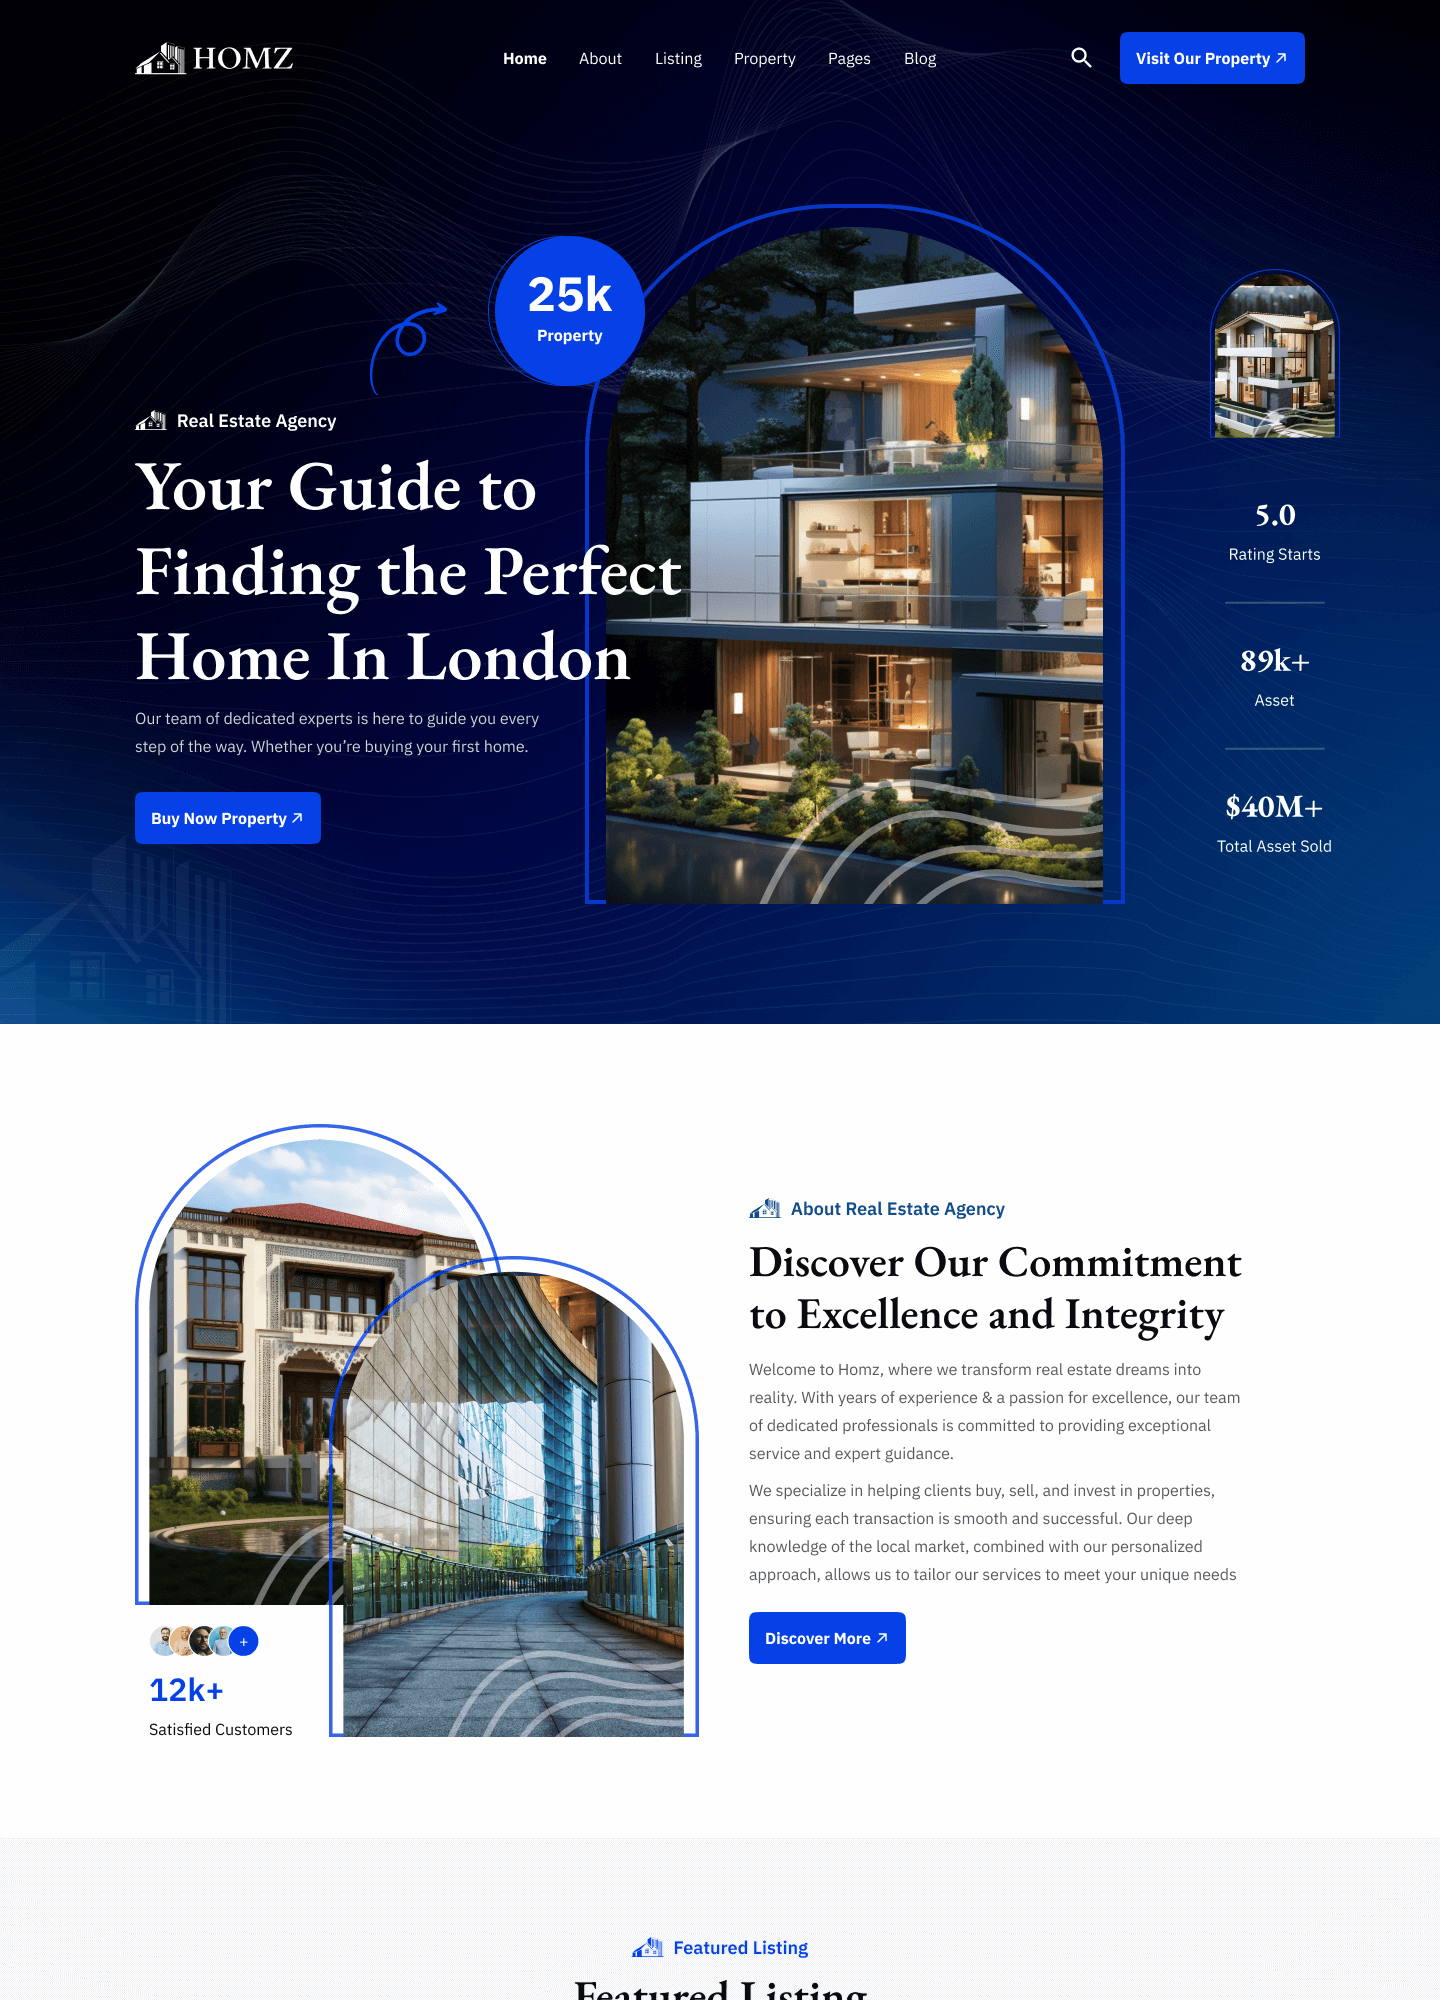 HOMZ
Home About Listing Property Pages Blog
Visit Our Property
25k
Property
Real Estate Agency
Your Guide to
Finding the Perfect
Home In London
Our team of dedicated experts is here to guide you every
step of the way. Whether you’re buying your first home.
Buy Now Property
5.0
Rating Starts
89k+
Asset
$40M+
Total Asset Sold
About Real Estate Agency
Discover Our Commitment
to Excellence and Integrity
Welcome to Homz, where we transform real estate dreams into
reality. With years of experience & a passion for excellence, our team
of dedicated professionals is committed to providing exceptional
service and expert guidance.
We specialize in helping clients buy, sell, and invest in properties,
ensuring each transaction is smooth and successful. Our deep
knowledge of the local market, combined with our personalized
approach, allows us to tailor our services to meet your unique needs
Discover More
+
12k+
Satisfied Customers
Featured Listing
Featured Listing